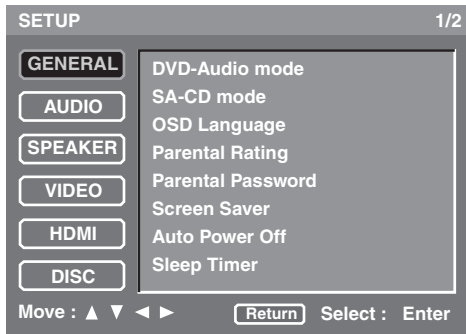 SETUP 1/2
GENERAL
AUDIO
SPEAKER
VIDEO
HDMI
DISC
DVD-Audio mode
SA-CD mode
OSD Language
Parental Rating
Parental Password
Screen Saver
Auto Power Off
Sleep Timer
Move : ▲ ▼ ◄ ► Return Select : Enter